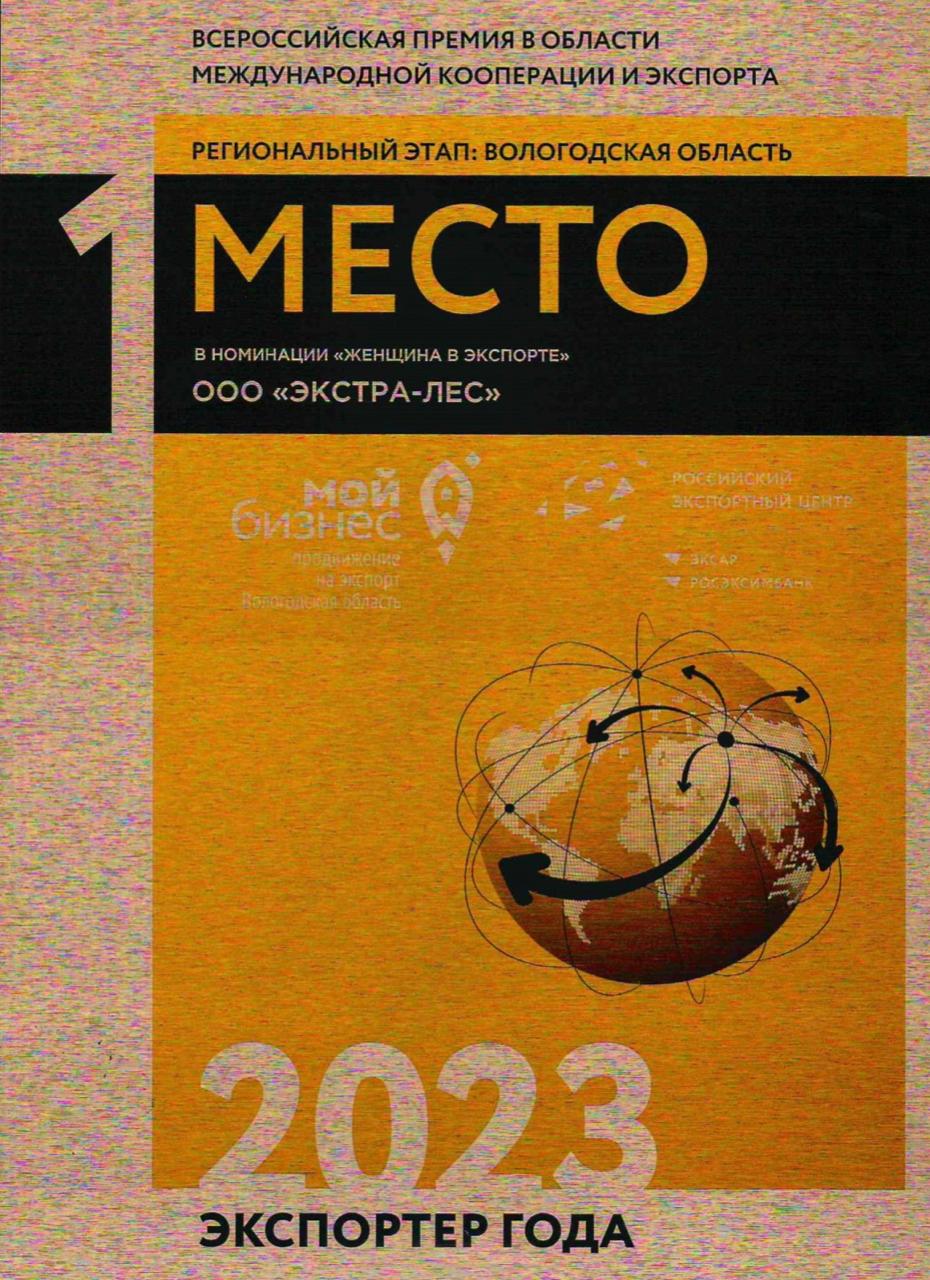 ВСЕРОССИЙСКАЯ ПРЕМИЯ В ОБЛАСТИ
МЕЖДУНАРОДНОЙ КООПЕРАЦИИ И ЭКСПОРТА
РЕГИОНАЛЬНЫЙ ЭТАП: ВОЛОГОДСКАЯ ОБЛАСТЬ
1 МЕСТО
В НОМИНАЦИИ «ЖЕНЩИНА В ЭКСПОРТЕ»
ООО «ЭКСТРА-ЛЕС»
мой
бизнес
продвижение
на экспорт
Вологодская область
РОССИЙСКИЙ
ЭКСПОРТНЫЙ ЦЕНТР
ЭКСАР
РОСЭКСИМБАНК
2023
ЭКСПОРТЕР ГОДА